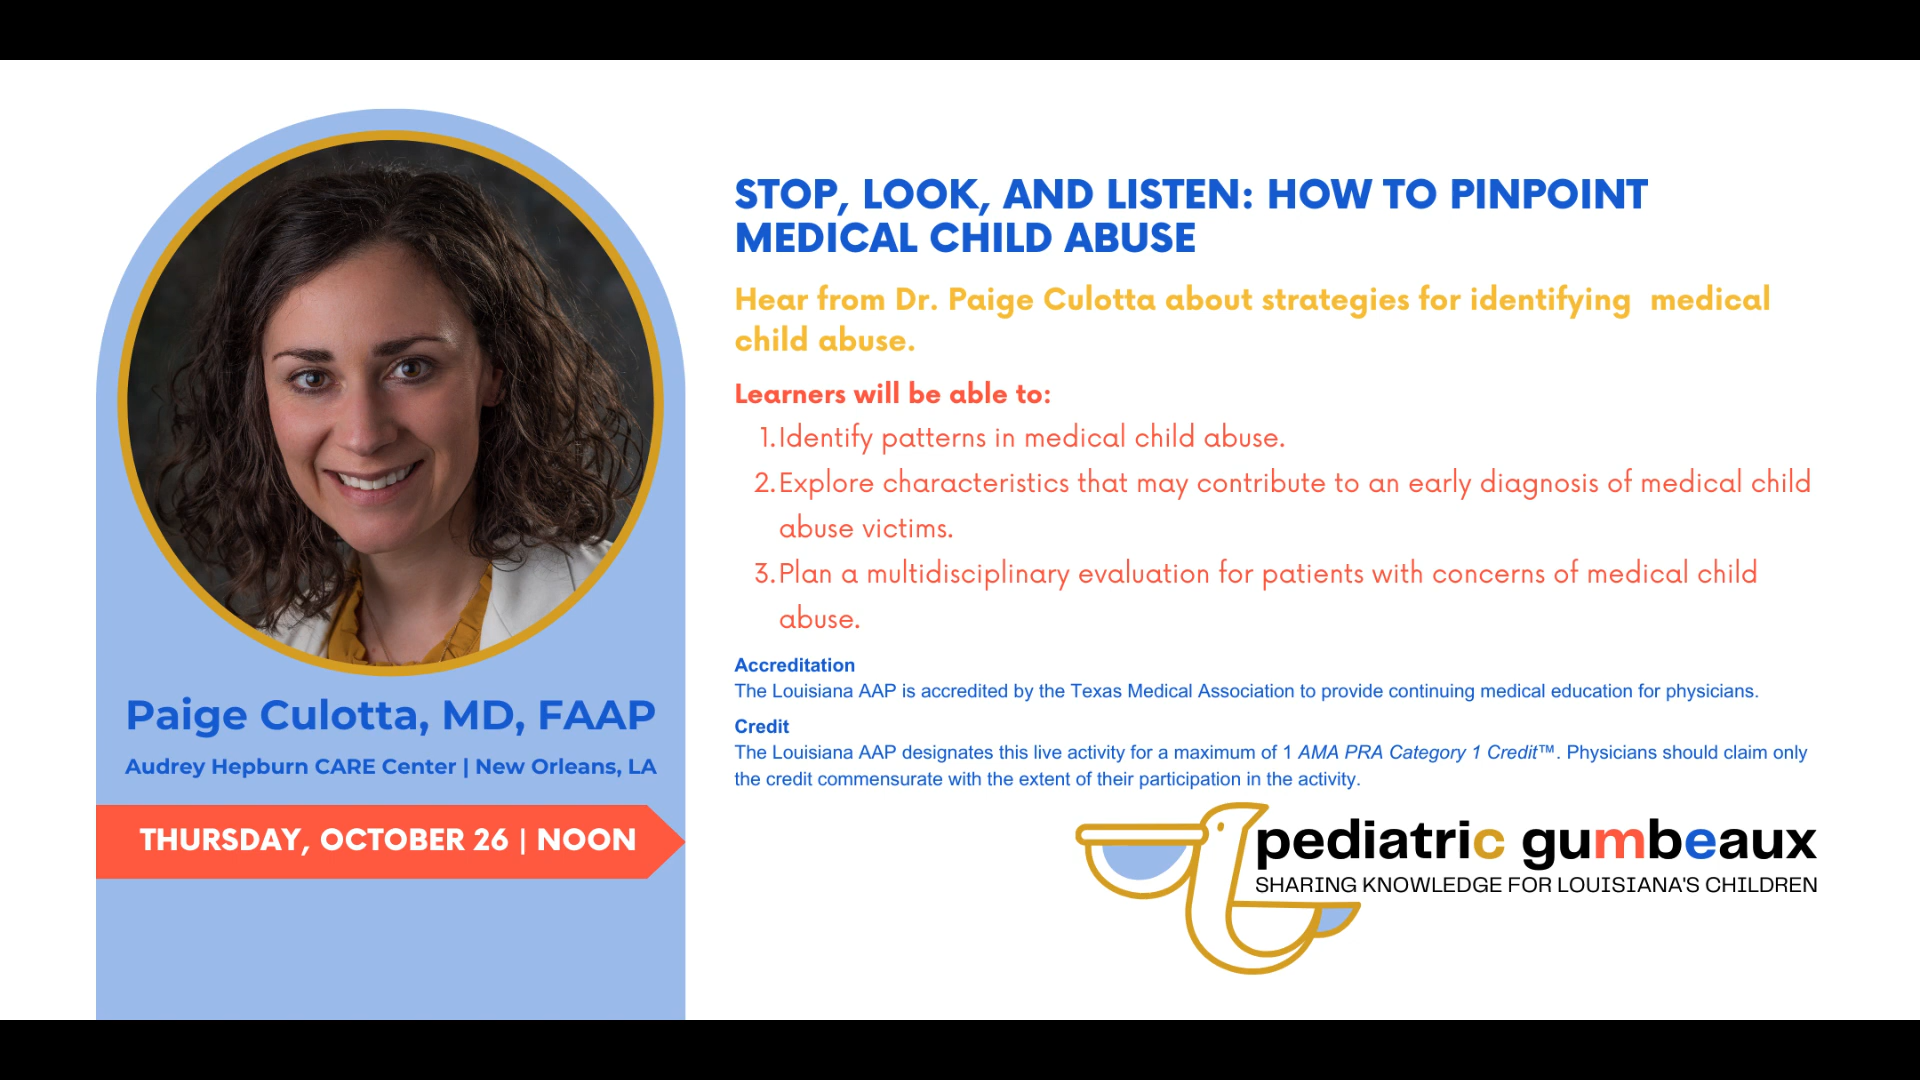 STOP, LOOK, AND LISTEN: HOW TO PINPOINT
MEDICAL CHILD ABUSE
Hear from Dr. Paige Culotta about strategies for identifying medical
child abuse.
Learners will be able to:
1. Identify patterns in medical child abuse.
2. Explore characteristics that may contribute to an early diagnosis of medical child
abuse victims.
3. Plan a multidisciplinary evaluation for patients with concerns of medical child
abuse.
Accreditation
The Louisiana AAP is accredited by the Texas Medical Association to provide continuing medical education for physicians.
Credit
The Louisiana AAP designates this live activity for a maximum of 1 AMA PRA Category 1 Credit™. Physicians should claim only
the credit commensurate with the extent of their participation in the activity.
Paige Culotta, MD, FAAP
Audrey Hepburn CARE Center | New Orleans, LA
THURSDAY, OCTOBER 26 | NOON
pediatric gumbeaux
SHARING KNOWLEDGE FOR LOUISIANA'S CHILDREN